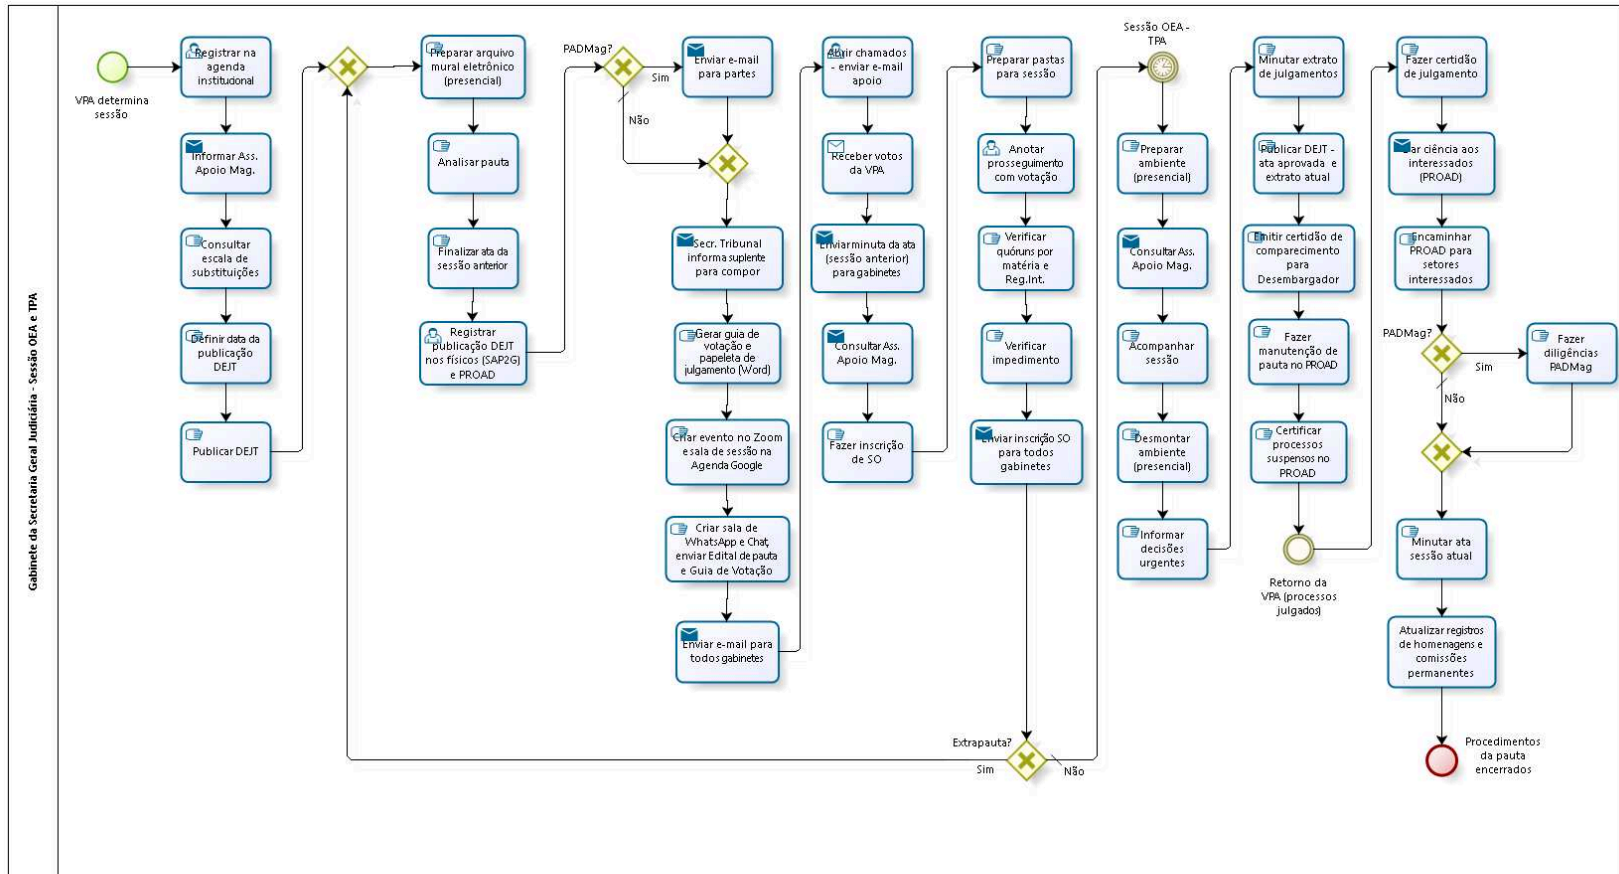 Gabinete da Secretaria Geral Judiciária - Sessão OEA e TPA
VPA determina
sessão
Registrar na
agenda
institucional
Informar Ass.
Apoio Mag.
Consultar
escala de
substituições
Definir data da
publicação
DEJT
Publicar DEJT
Preparar arquivo
mural eletrônico
(presencial)
Analisar pauta
Finalizar ata da
sessão anterior
Registrar
publicação DEJT
nos físicos (SAP2G)
e PROAD
PADMag?
Sim
Não
Enviar e-mail
para partes
Secr. Tribunal
informa suplente
para compor
Gerar guia de
votação e
papeleta de
julgamento (Word)
Criar evento no Zoom
e sala de sessão na
Agenda Google
Criar sala de
WhatsApp e Chat,
enviar Edital de pauta
e Guia de Votação
Enviar e-mail para
todos gabinetes
Abrir chamados
- enviar e-mail
apoio
Receber votos
da VPA
Enviar minuta da ata
(sessão anterior)
para gabinetes
Consultar Ass.
Apoio Mag.
Fazer inscrição
de SO
Preparar pastas
para sessão
Anotar
prosseguimento
com votação
Verificar
quóruns por
matéria e
Reg.Int.
Verificar
impedimento
Enviar inscrição SO
para todos
gabinetes
Extrapauta?
Sim
Não
Sessão OEA -
TPA
Preparar
ambiente
(presencial)
Consultar Ass.
Apoio Mag.
Acompanhar
sessão
Desmontar
ambiente
(presencial)
Informar
decisões
urgentes
Minutar extrato
de julgamentos
Publicar DEJT -
ata aprovada e
extrato atual
Emitir certidão de
comparecimento
para
Desembargador
Fazer
manutenção de
pauta no PROAD
Certificar
processos
suspensos no
PROAD
Retorno da
VPA (processos
julgados)
Fazer certidão
de julgamento
Dar ciência aos
interessados
(PROAD)
Encaminhar
PROAD para
setores
interessados
PADMag?
Sim
Não
Fazer
diligências
PADMag
Minutar ata
sessão atual
Atualizar registros
de homenagens e
comissões
permanentes
Procedimentos
da pauta
encerrados